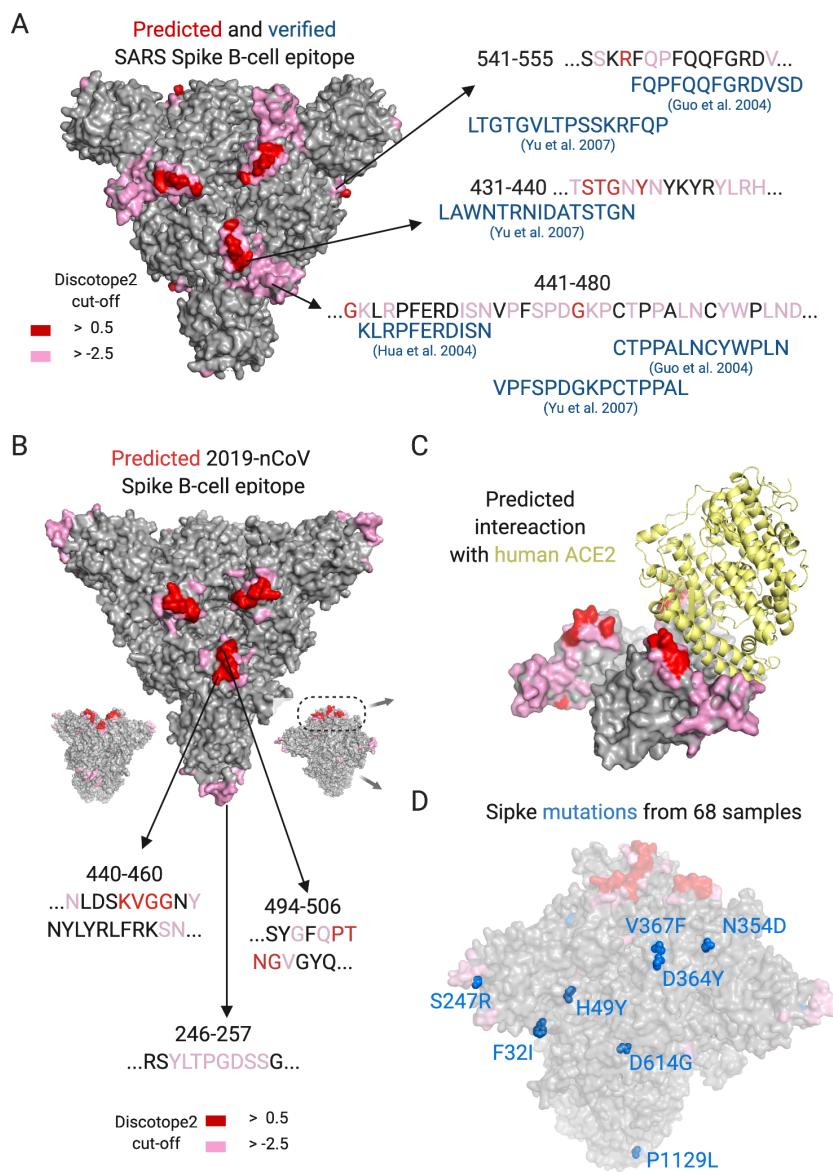 A
Predicted and verified
SARS Spike B-cell epitope
541-555 ...SSKRFQPFQQFGRDV...
FQPFQQFGRDVSD
(Guo et al. 2004)
LTGTGVLTPSSKRFQP
(Yu et al. 2007)
431-440 ...TSTGNYNYKYRYLRH...
LAWNTRNIDATSTGN
(Yu et al. 2007)
441-480
...GKLRPFERDISNVPFSPDGKPCTPPALNCYWPLND...
KLRPFERDISN
(Hua et al. 2004)
CTPPALNCYWPLN
(Guo et al. 2004)
VPFSPDGKPCTPPAL
(Yu et al. 2007)
Discotope2
cut-off
> 0.5
> -2.5
B
Predicted 2019-nCoV
Spike B-cell epitope
440-460
...NLDSKVGGNY
NYLYRLFRKSN...
494-506
...SYGFQPT
NGVGYQ...
246-257
...RSYLTPGDSSG...
Discotope2
cut-off
> 0.5
> -2.5
C
Predicted
intereaction
with human ACE2
D
Sipke mutations from 68 samples
V367F
N354D
D364Y
S247R
H49Y
F32I
D614G
P1129L